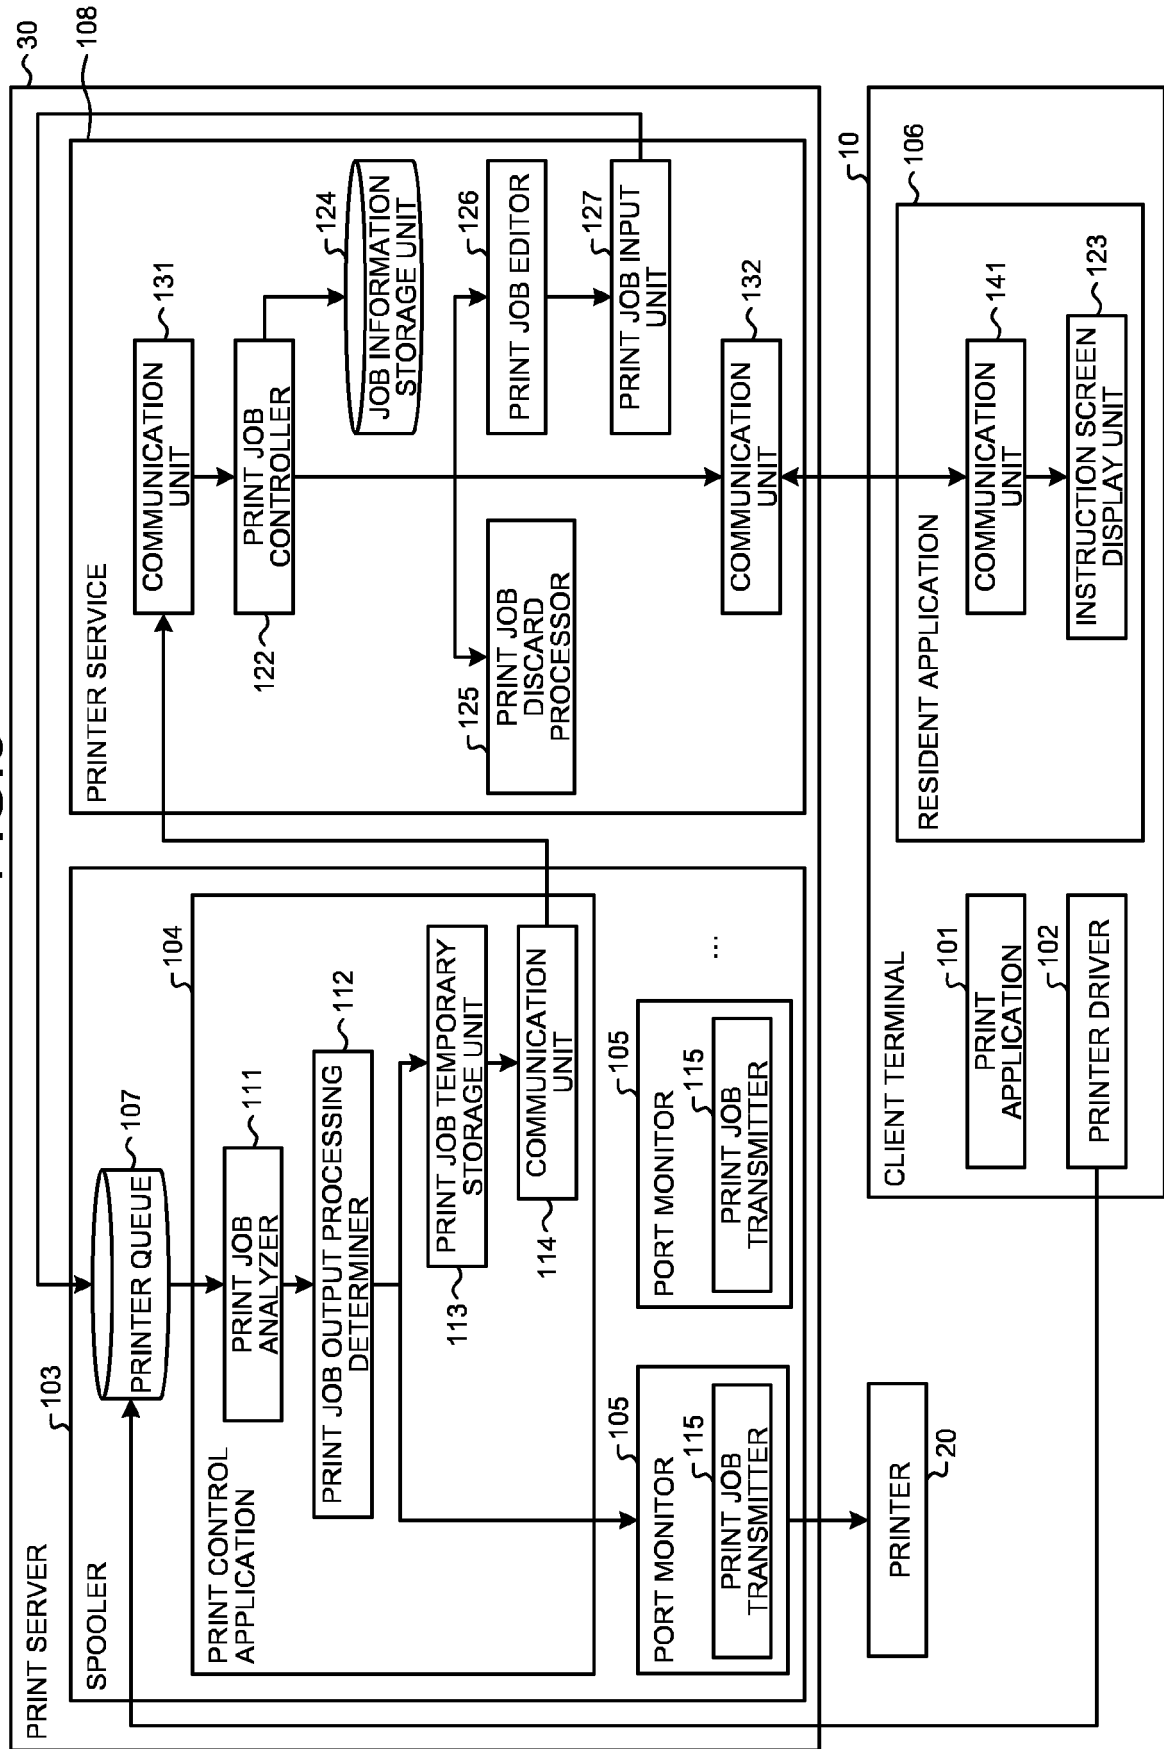 PRINT SERVER
30
SPOOLER
103
PRINTER QUEUE
107
PRINT CONTROL
APPLICATION
104
PRINT JOB
ANALYZER
111
PRINT JOB OUTPUT PROCESSING
DETERMINER
112
PRINT JOB TEMPORARY
STORAGE UNIT
113
COMMUNICATION
UNIT
114
PORT MONITOR
105
PRINT JOB
TRANSMITTER
115
PORT MONITOR
105
PRINT JOB
TRANSMITTER
115
...
PRINTER SERVICE
108
COMMUNICATION
UNIT
131
PRINT JOB
CONTROLLER
122
JOB INFORMATION
STORAGE UNIT
124
PRINT JOB
DISCARD
PROCESSOR
125
PRINT JOB EDITOR
126
PRINT JOB INPUT
UNIT
127
COMMUNICATION
UNIT
132
PRINTER
20
CLIENT TERMINAL
10
PRINT
APPLICATION
101
PRINTER DRIVER
102
RESIDENT APPLICATION
106
COMMUNICATION
UNIT
141
INSTRUCTION SCREEN
DISPLAY UNIT
123